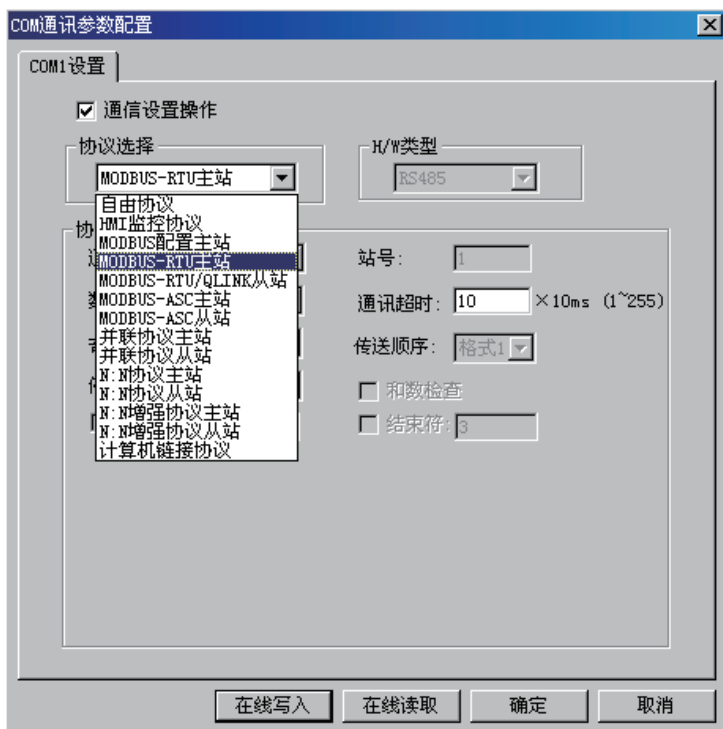 COM通讯参数配置
COM1设置
通信设置操作
协议选择
H/W类型
MODBUS-RTU主站
RS485
自由协议
HMI监控协议
MODBUS配置主站
MODBUS-RTU主站
MODBUS-RTU/QLINK从站
MODBUS-ASC主站
MODBUS-ASC从站
并联协议主站
并联协议从站
N:N协议主站
N:N协议从站
N:N增强协议主站
N:N增强协议从站
计算机链接协议
协
站号: 1
通讯超时: 10 ×10ms (1~255)
传送顺序: 格式1
和数检查
结束符: 3
在线写入 在线读取 确定 取消